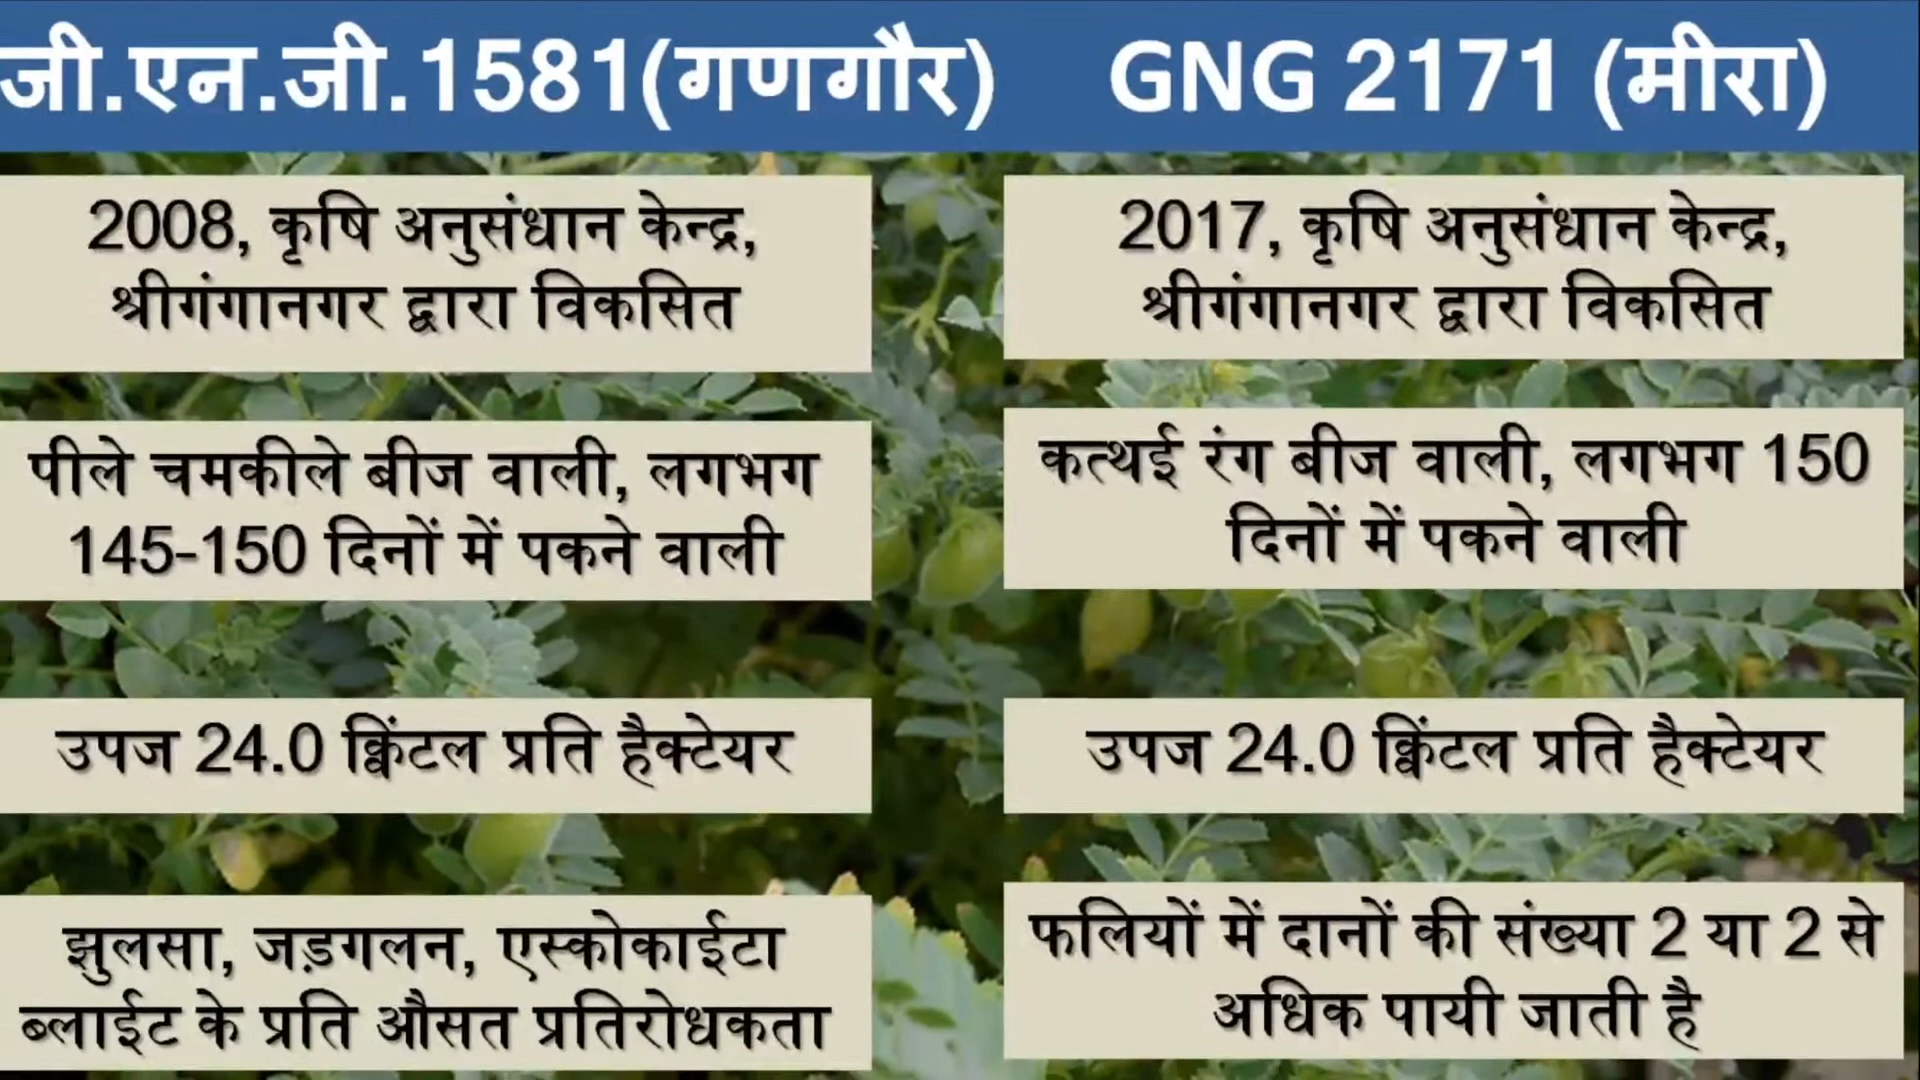 जी.एन.जी.1581(गणगौर)
2008, कृषि अनुसंधान केन्द्र,
श्रीगंगानगर द्वारा विकसित
पीले चमकीले बीज वाली, लगभग
145-150 दिनों में पकने वाली
उपज 24.0 क्विंटल प्रति हैक्टेयर
झुलसा, जड़गलन, एस्कोकाईटा
ब्लाईट के प्रति औसत प्रतिरोधकता
GNG 2171 (मीरा)
2017, कृषि अनुसंधान केन्द्र,
श्रीगंगानगर द्वारा विकसित
कत्थई रंग बीज वाली, लगभग 150
दिनों में पकने वाली
उपज 24.0 क्विंटल प्रति हैक्टेयर
फलियों में दानों की संख्या 2 या 2 से
अधिक पायी जाती है